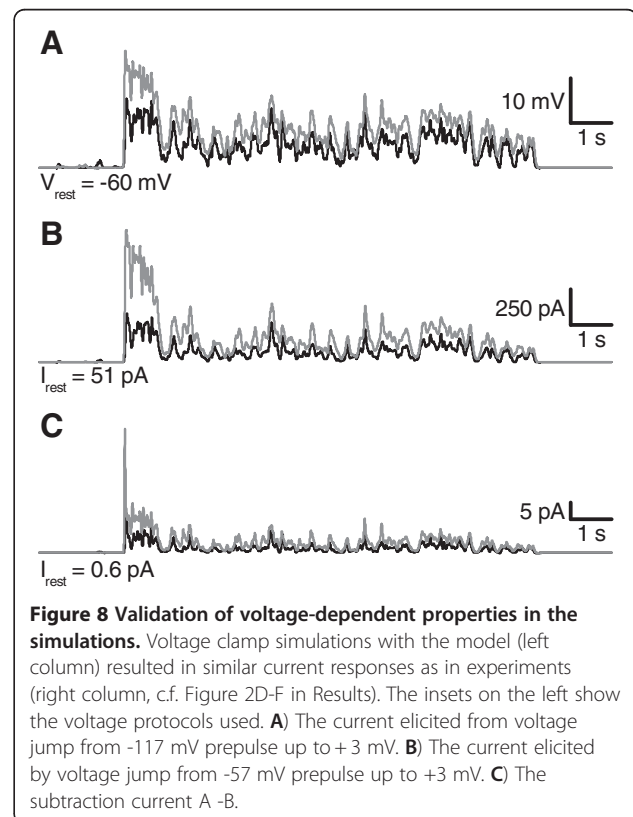 A
10 mV
1 s
Vrest = -60 mV
B
250 pA
1 s
Irest = 51 pA
C
5 pA
1 s
Irest = 0.6 pA
Figure 8 Validation of voltage-dependent properties in the
simulations. Voltage clamp simulations with the model (left
column) resulted in similar current responses as in experiments
(right column, c.f. Figure 2D-F in Results). The insets on the left show
the voltage protocols used. A) The current elicited from voltage
jump from -117 mV prepulse up to + 3 mV. B) The current elicited
by voltage jump from -57 mV prepulse up to +3 mV. C) The
subtraction current A -B.